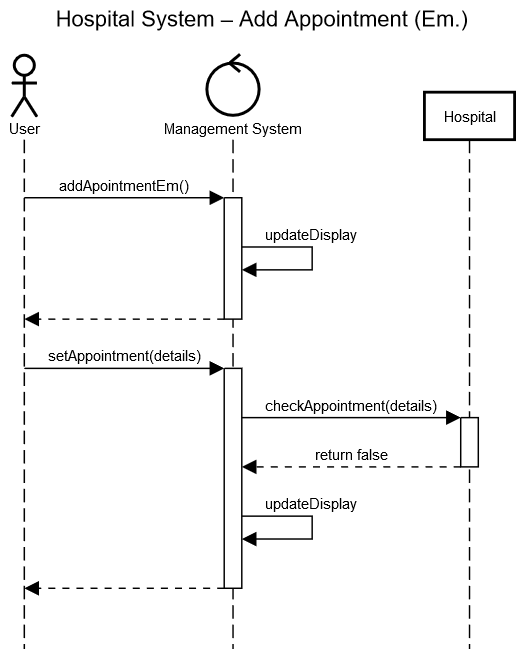 Hospital System – Add Appointment (Em.)
User
Management System
Hospital
addApointmentEm()
updateDisplay
setAppointment(details)
checkAppointment(details)
return false
updateDisplay